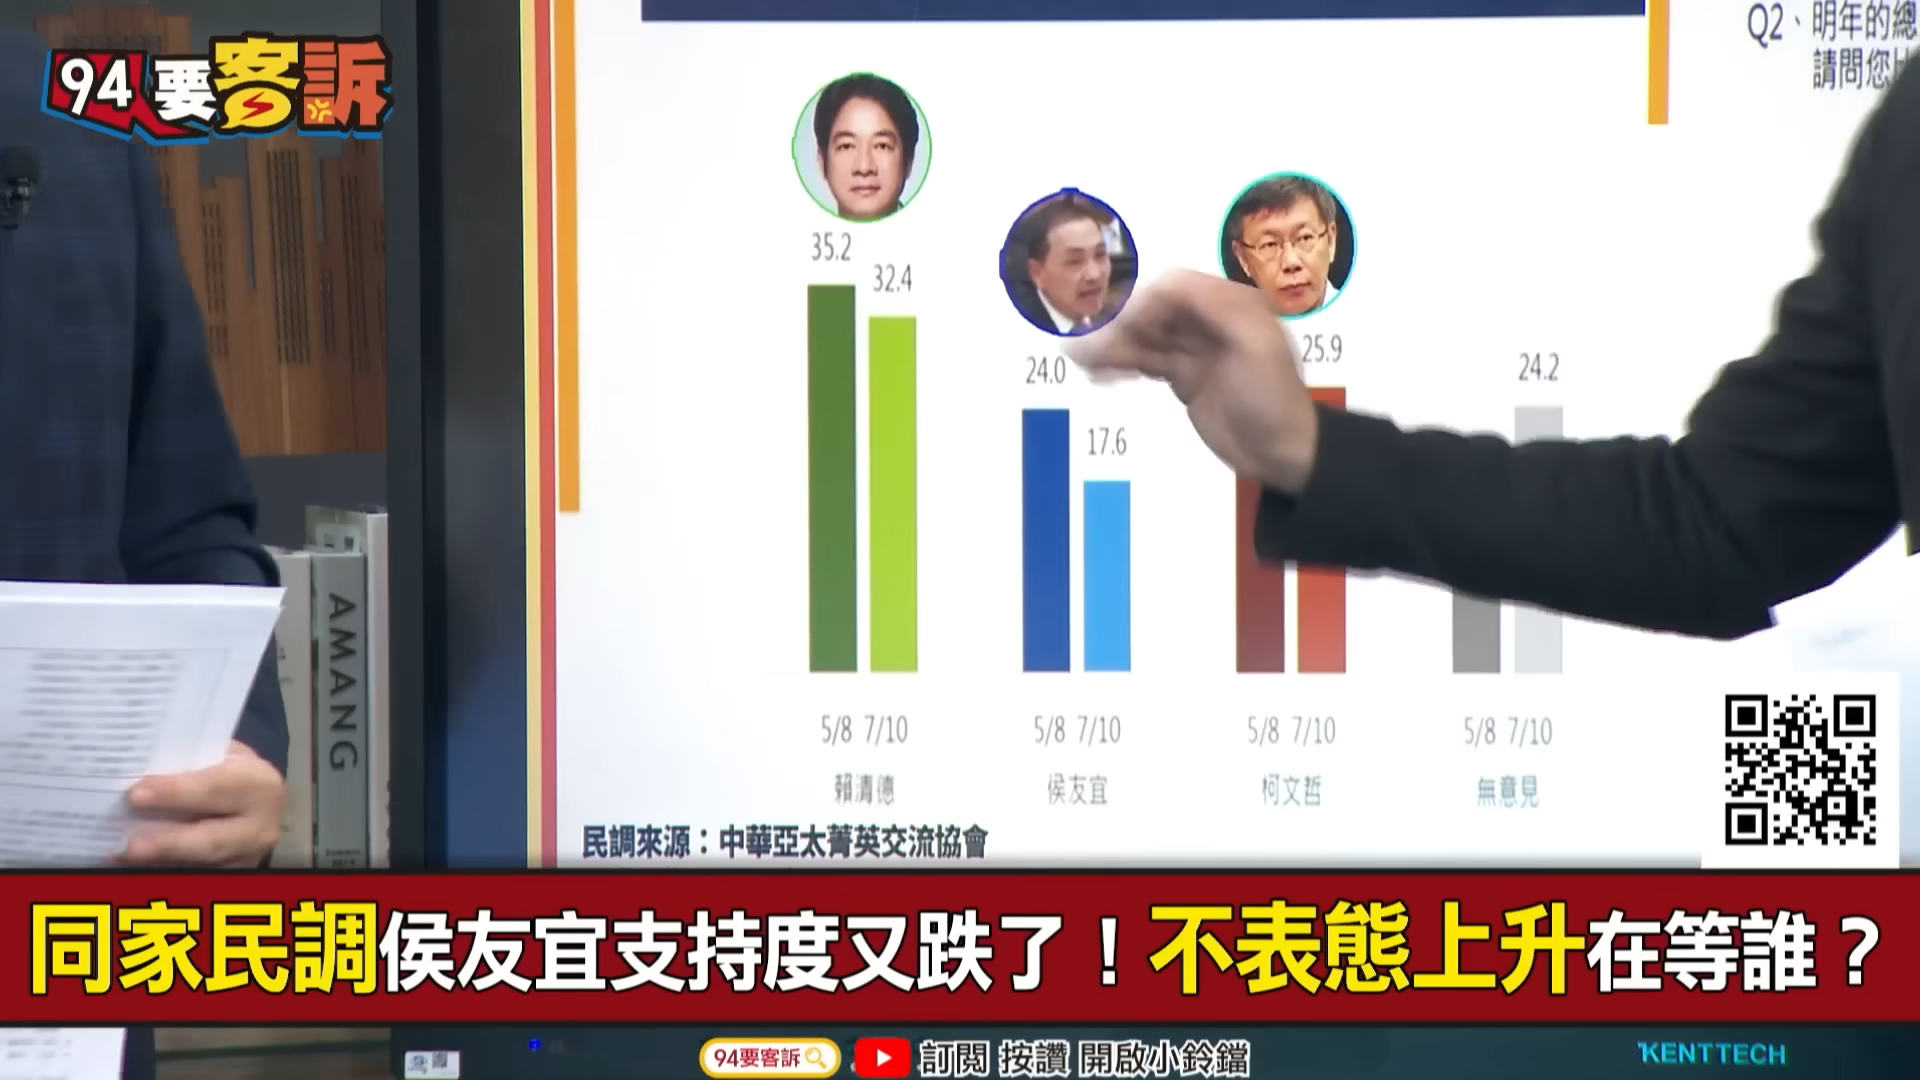 94要客訴
Q2、明年的總
請問您比
35.2
32.4
24.0
17.6
25.9
24.2
5/8 7/10
5/8 7/10
5/8 7/10
5/8 7/10
賴清德
侯友宜
柯文哲
無意見
民調來源：中華亞太菁英交流協會
AMANG
同家民調侯友宜支持度又跌了！不表態上升在等誰？
94要客訴
訂閱 按讚 開啟小鈴鐺
KENTTECH